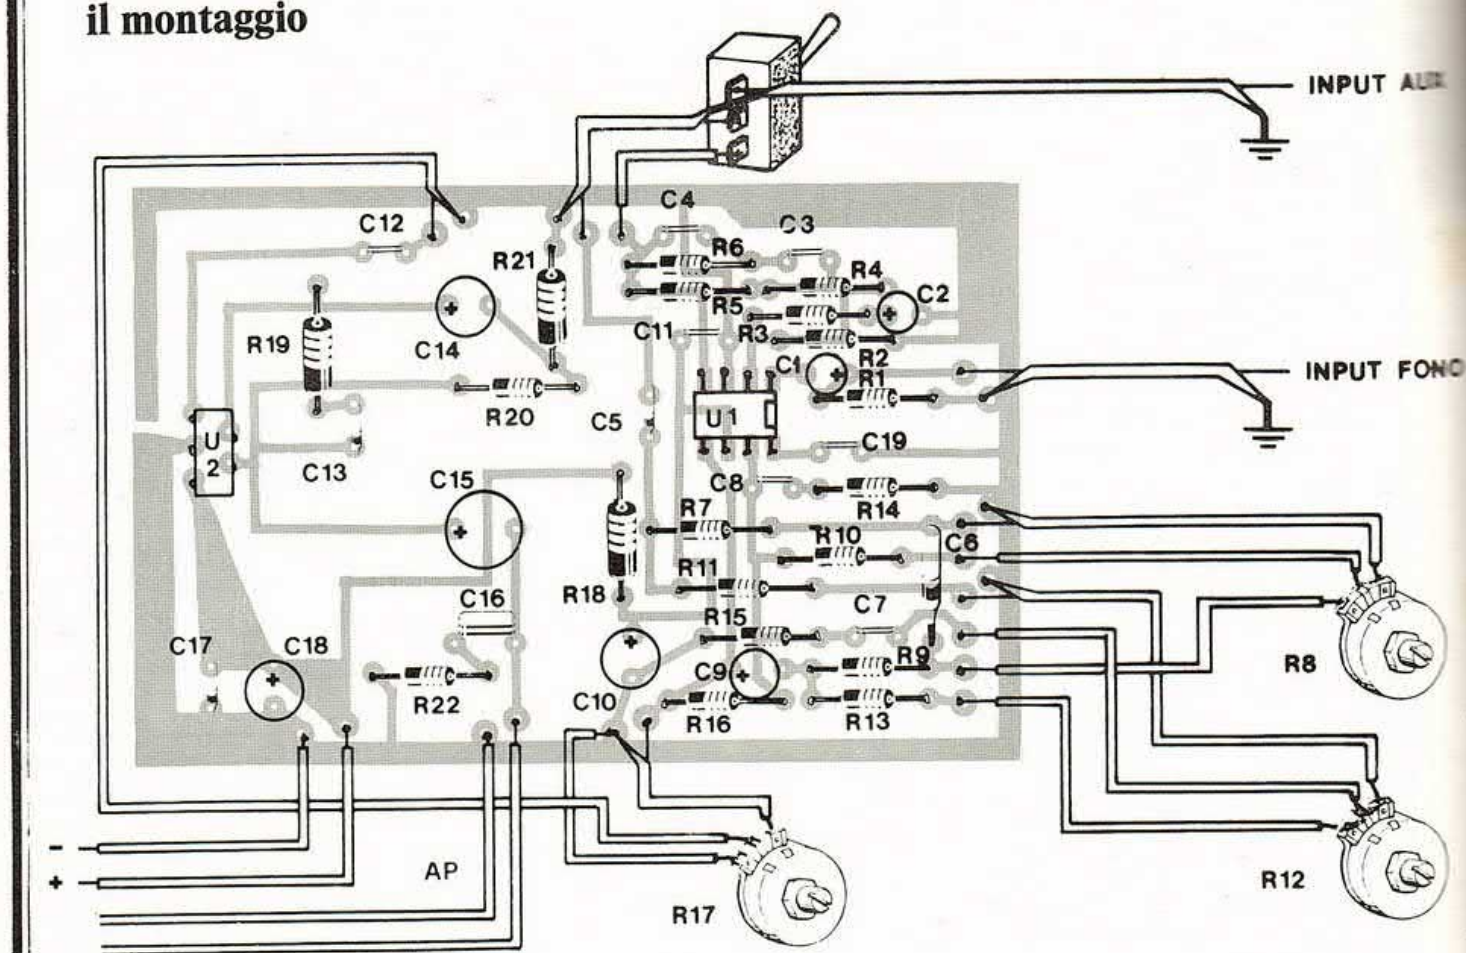 il montaggio
INPUT AUX
C4
C3
C12
R21
R6
R4
C2
R5
C11
R3
R19
C14
C1
R2
R1
INPUT FONO
R20
C5
U1
C19
U
2
C13
C15
C8
R14
R7
R10
C6
R11
R18
C16
C7
R15
C17
C18
R9
R8
C9
R22
C10
R16
R13
-
+
AP
R17
R12